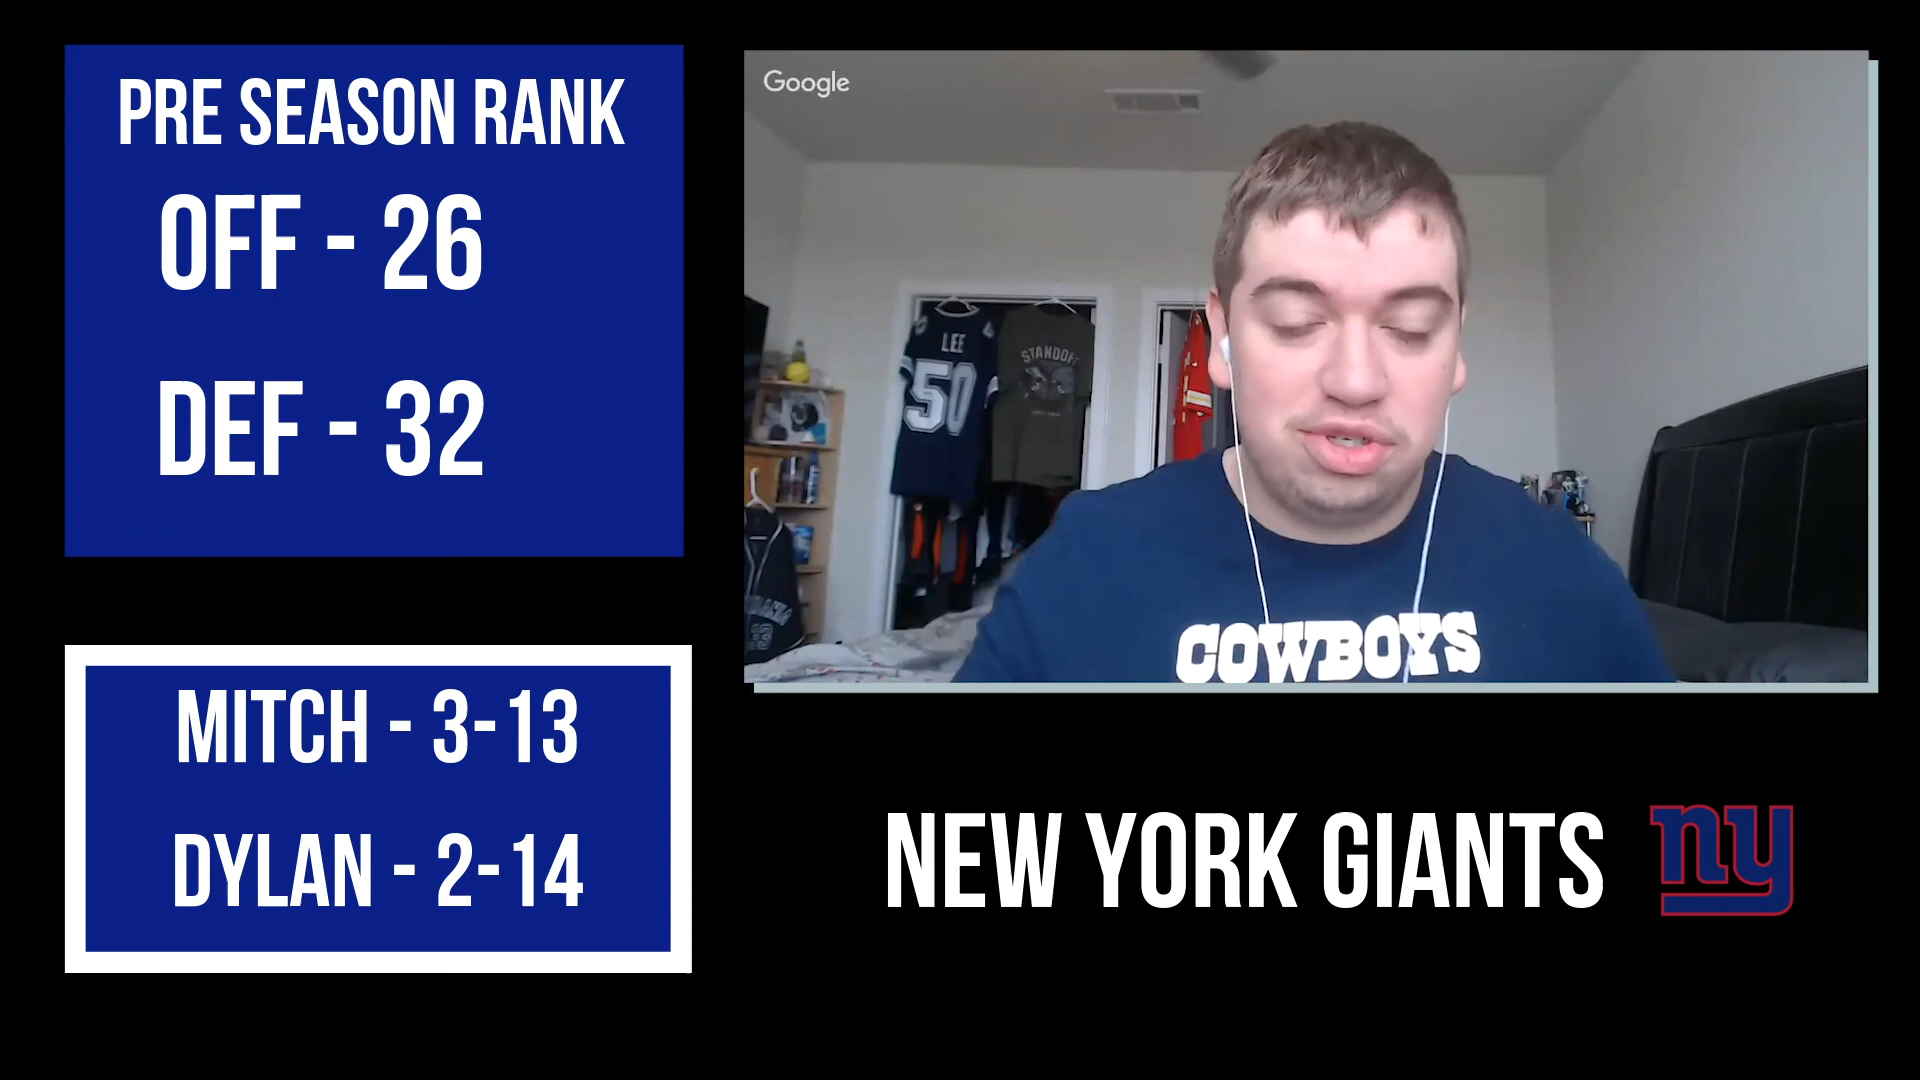 PRE SEASON RANK
OFF - 26
DEF - 32
MITCH - 3-13
DYLAN - 2-14
Google
LEE
50
STANDOFF
COWBOYS
NEW YORK GIANTS
ny